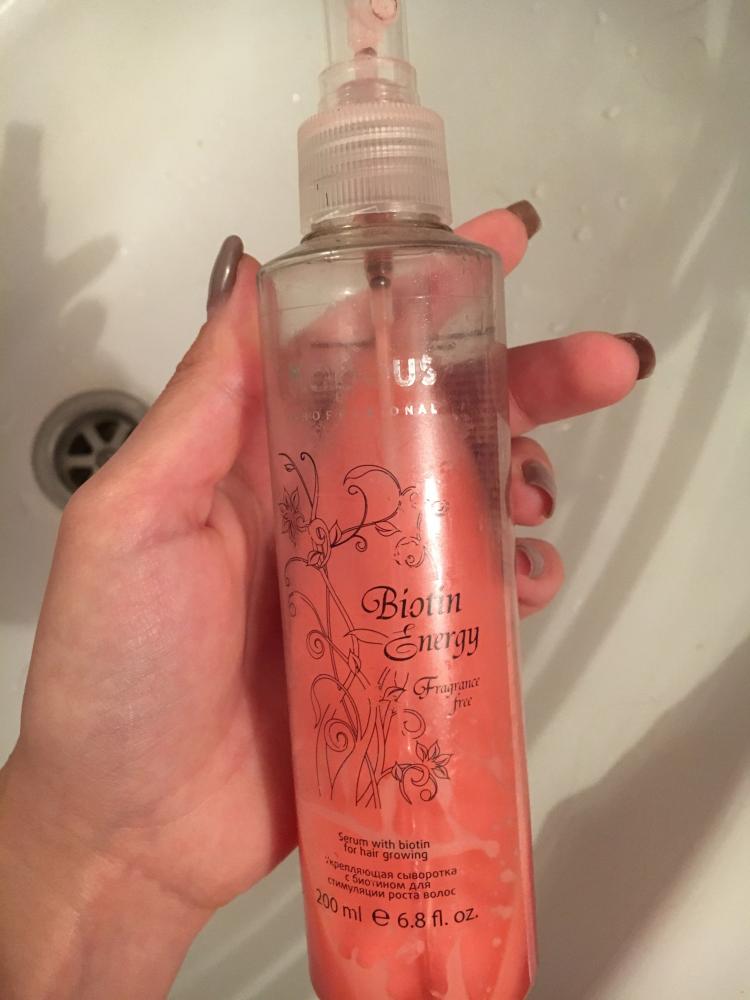 Biotin
Energy
Fragrance
free
Serum with biotin
for hair growing
Укрепляющая сыворотка
с биотином для
стимуляции роста волос
200 ml e 6.8 fl. oz.